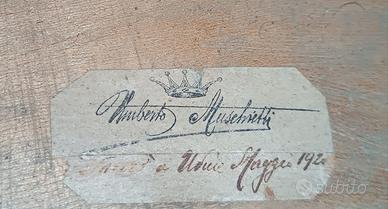 Umberto Muschietti
a Udine Maggio 192
subito